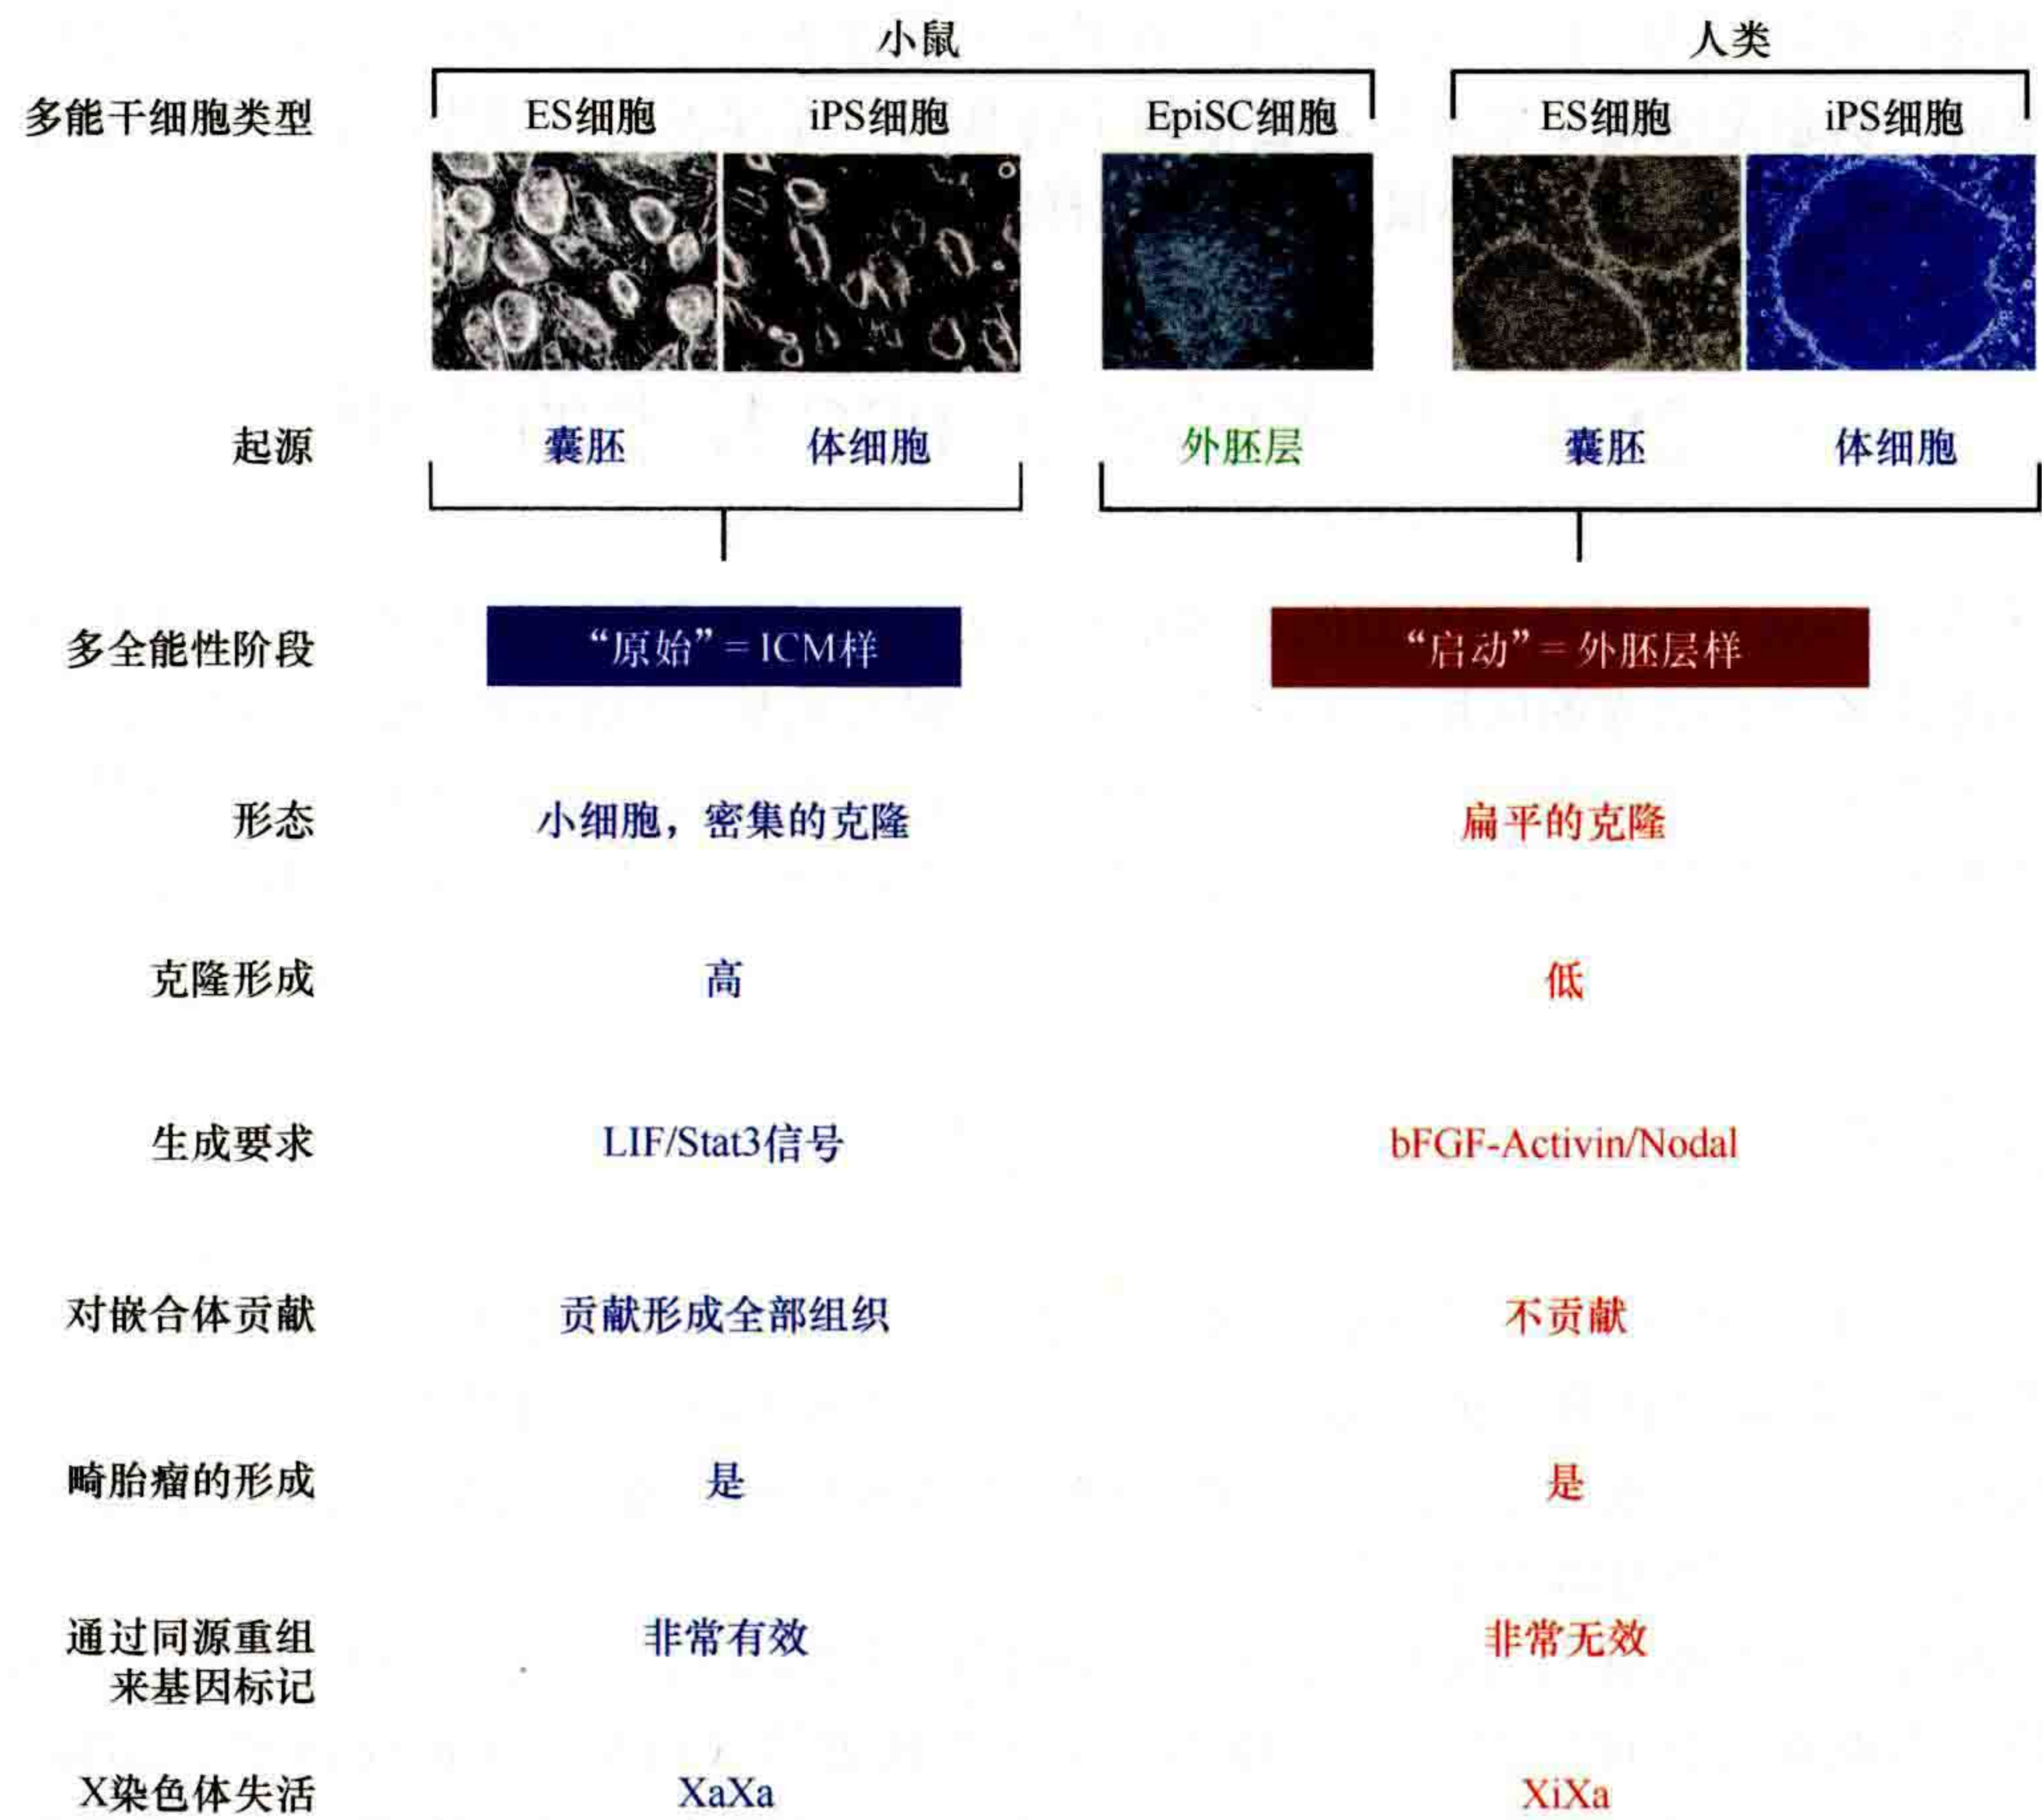 小鼠 人类
多能干细胞类型 ES细胞 iPS细胞 EpiSC细胞 ES细胞 iPS细胞
起源 囊胚 体细胞 外胚层 囊胚 体细胞
多全能性阶段 “原始”=ICM样 “启动”=外胚层样
形态 小细胞，密集的克隆 扁平的克隆
克隆形成 高 低
生成要求 LIF/Stat3信号 bFGF-Activin/Nodal
对嵌合体贡献 贡献形成全部组织 不贡献
畸胎瘤的形成 是 是
通过同源重组 非常有效 非常无效
来基因标记
X染色体失活 XaXa XiXa